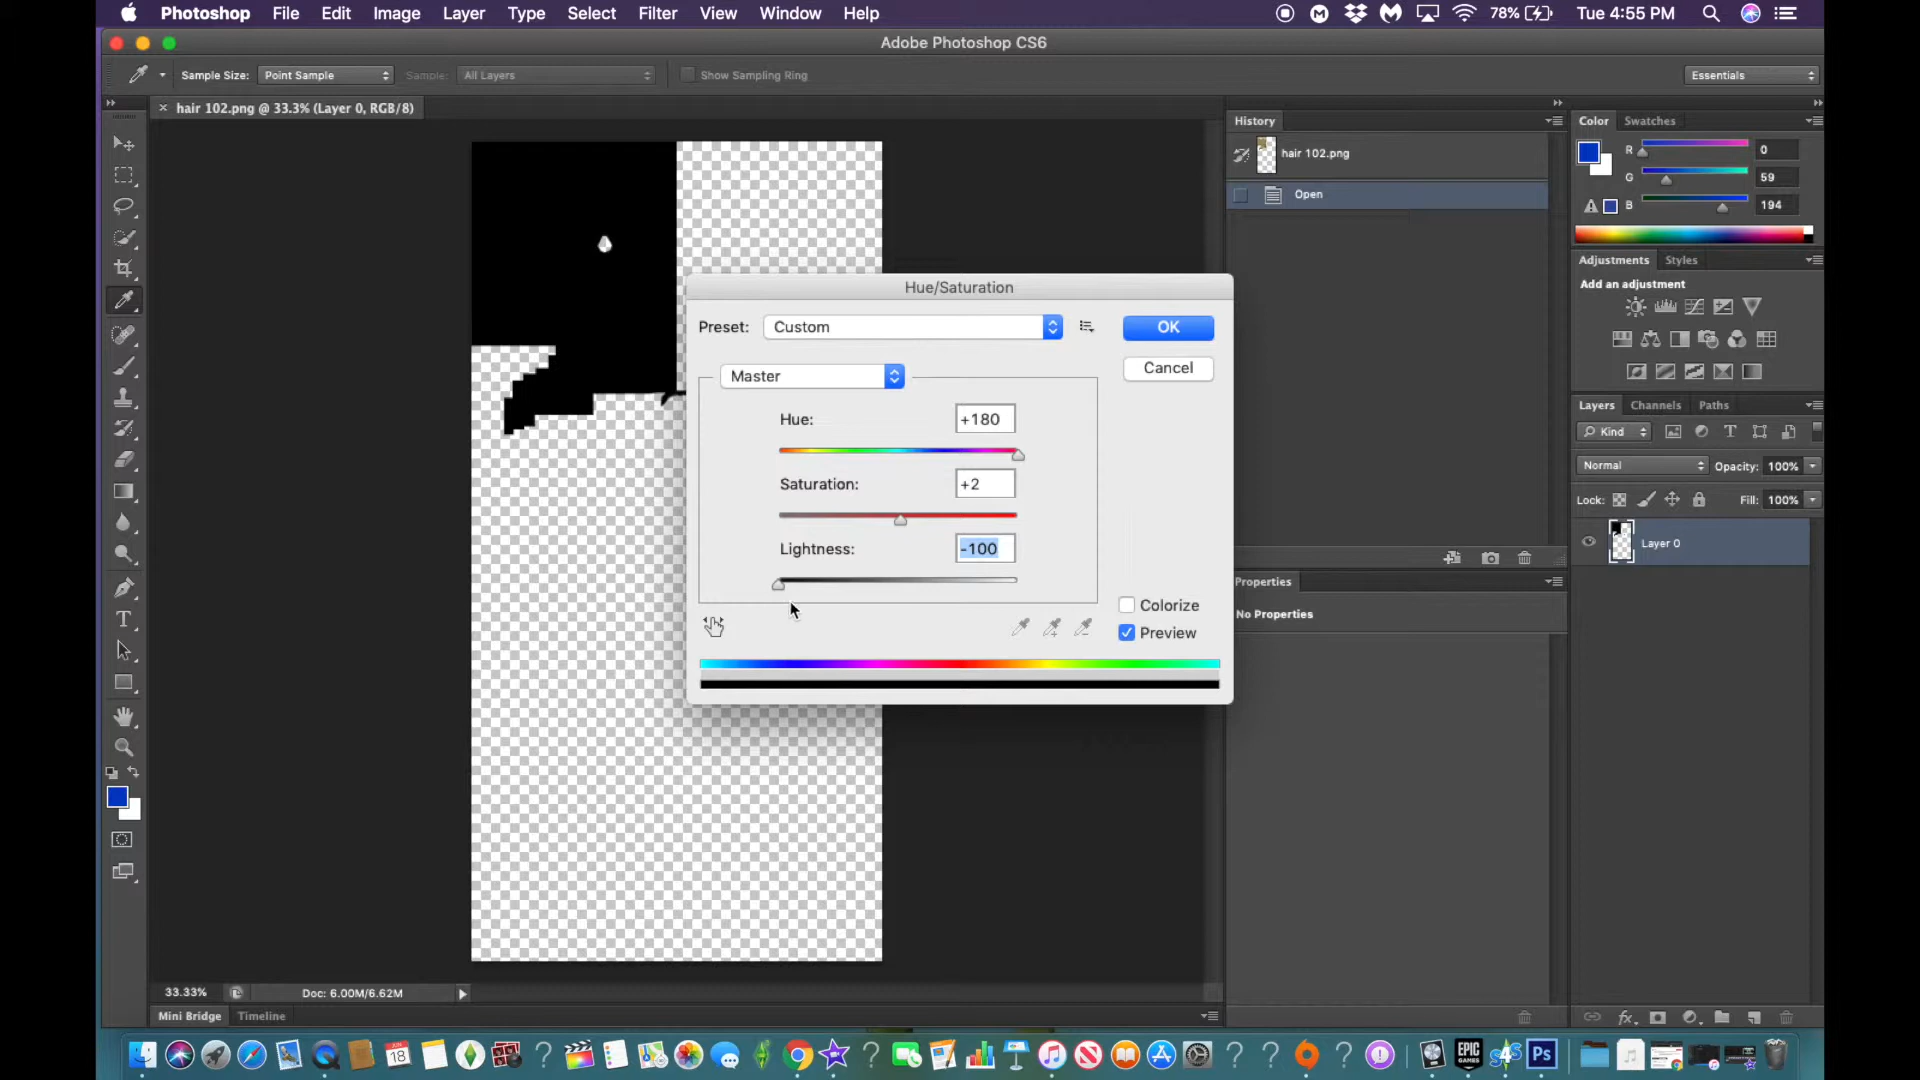 Photoshop File Edit Image Layer Type Select Filter View Window Help 78% Tue 4:55 PM
Adobe Photoshop CS6
Sample Size: Point Sample Sample: All Layers Show Sampling Ring Essentials
× hair 102.png @ 33.3% (Layer 0, RGB/8)
History
hair 102.png
Open
Color Swatches
R 0
G 59
B 194
Adjustments Styles
Add an adjustment
Hue/Saturation
Preset: Custom OK
Cancel
Master
Hue: +180
Saturation: +2
Lightness: -100
Colorize
Preview
Layers Channels Paths
Kind
Normal Opacity: 100%
Lock: Fill: 100%
Layer 0
Properties
No Properties
33.33% Doc: 6.00M/6.62M
Mini Bridge Timeline
18
EPIC
GAMES
Ps